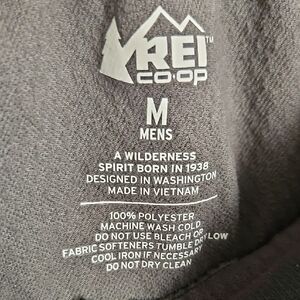 REI™
CO·OP
M
MENS
A WILDERNESS
SPIRIT BORN IN 1938
DESIGNED IN WASHINGTON
MADE IN VIETNAM
100% POLYESTER
MACHINE WASH COLD
DO NOT USE BLEACH OR
FABRIC SOFTENERS TUMBLE DRY LOW
COOL IRON IF NECESSARY
DO NOT DRY CLEAN